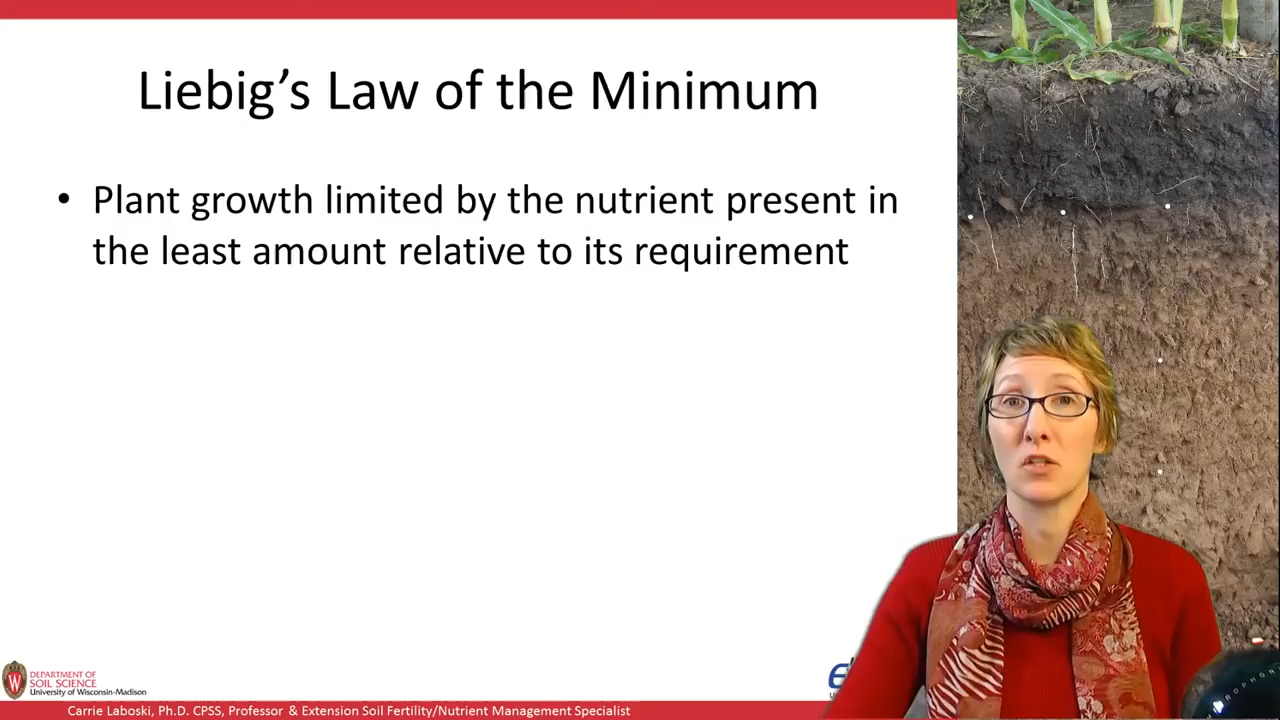 Liebig’s Law of the Minimum
• Plant growth limited by the nutrient present in
the least amount relative to its requirement
DEPARTMENT OF
SOIL SCIENCE
University of Wisconsin-Madison
Carrie Laboski, Ph.D. CPSS, Professor & Extension Soil Fertility/Nutrient Management Specialist